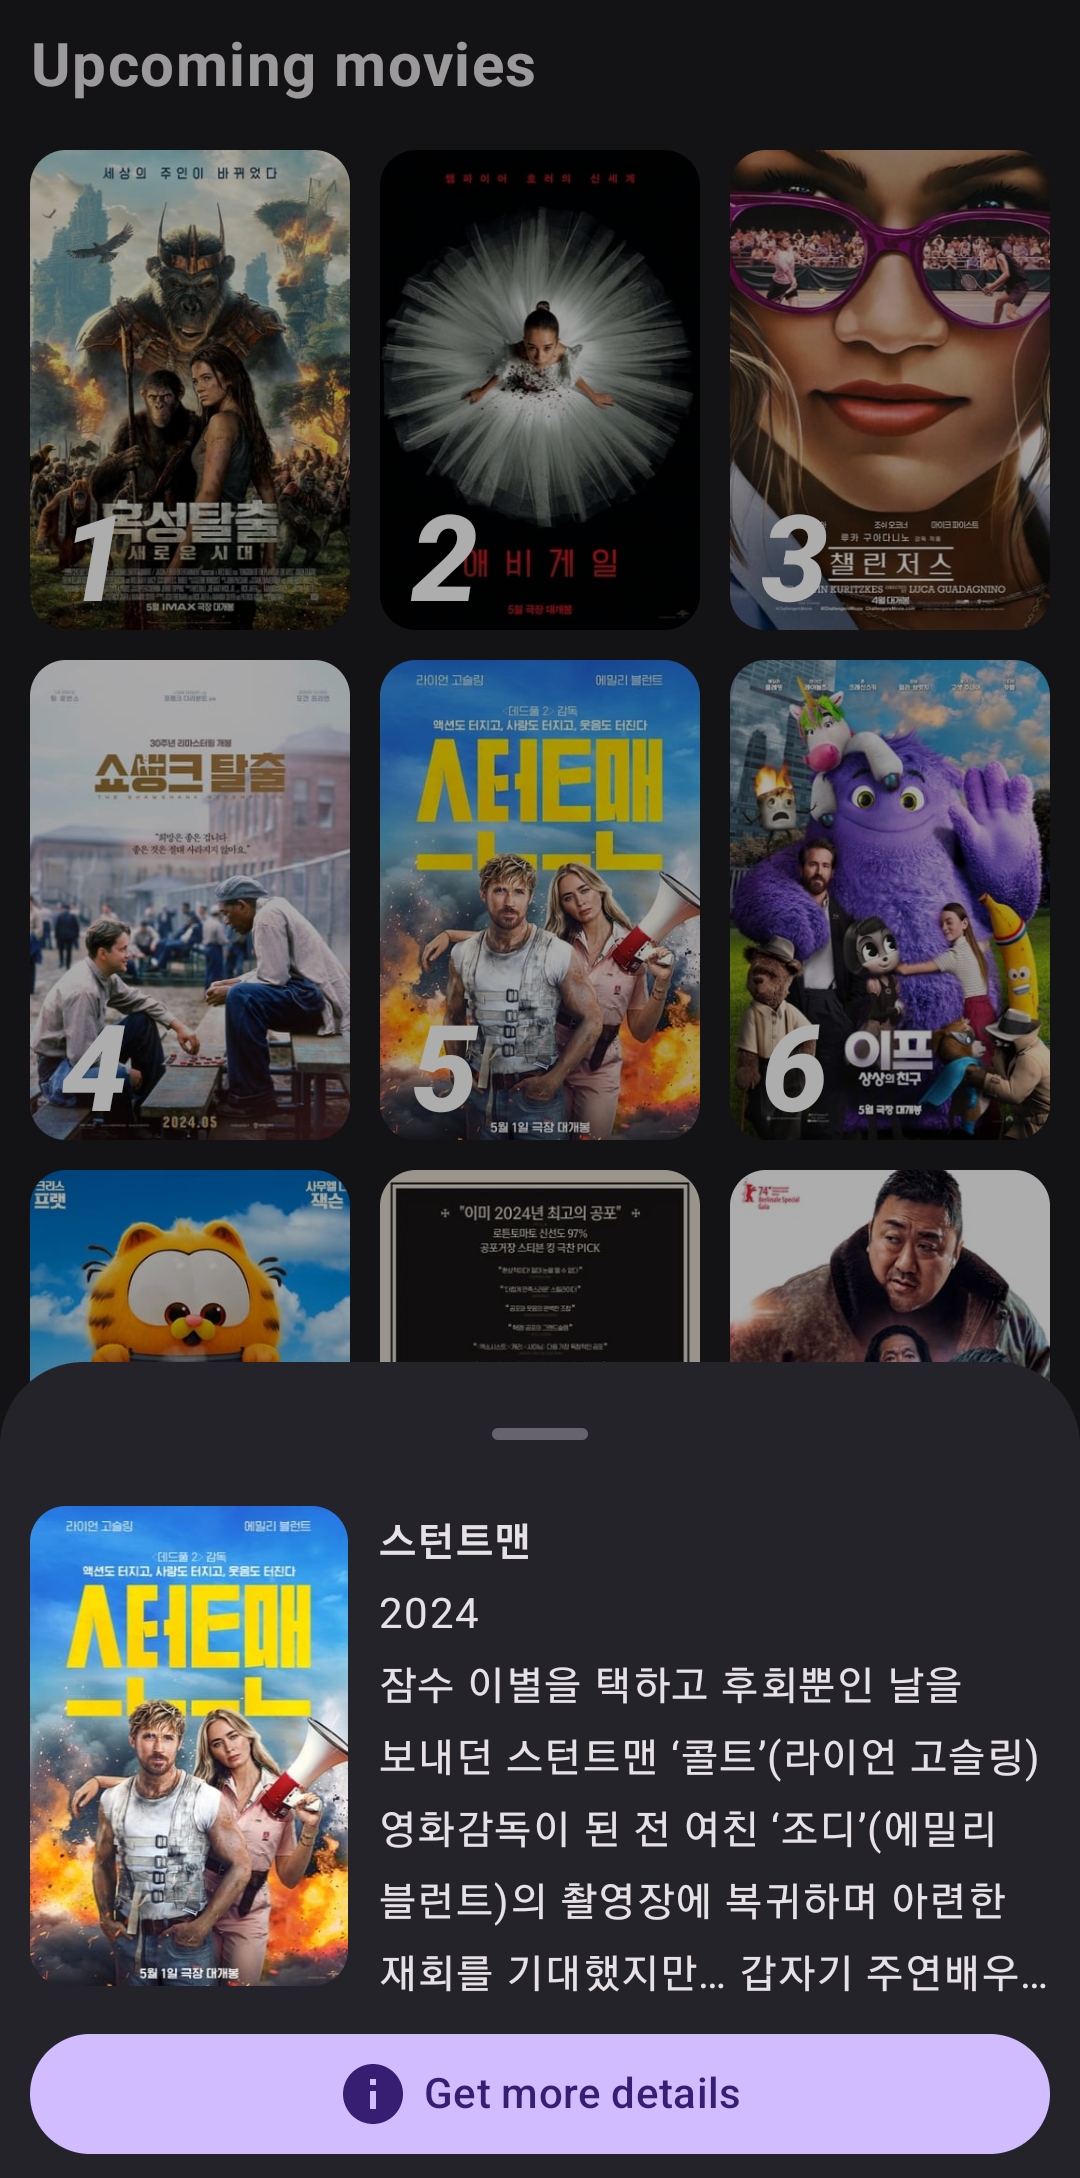 Upcoming movies
세상의 주인이 바뀌었다
혹성탈출
새로운 시대
5월 IMAX 극장 대개봉
1
뱀파이어 호러의 신세계
애비게일
5월 극장 대개봉
2
조쉬 오코너
마이크 파이스트
루카 구아다니노
챌린저스
KURITZKES
LUCA GUADAGNINO
4월 대개봉
3
30주년 리마스터링 개봉
쇼생크 탈출
THE SHAWSHANK REDEMPTION
"희망은 좋은 겁니다
좋은 것은 절대 사라지지 않아요."
2024.05
4
라이언 고슬링
에밀리 블런트
<데드풀 2> 감독
액션도 터지고, 사랑도 터지고, 웃음도 터진다
스턴트맨
5월 1일 극장 대개봉
5
이프
상상의 친구
5월 극장 대개봉
6
크리스
프랫
사무엘 L
잭슨
"이미 2024년 최고의 공포"
로튼토마토 신선도 97%
공포거장 스티븐 킹 극찬 PICK
74
Berlinale Special
Gala
라이언 고슬링
에밀리 블런트
<데드풀 2> 감독
액션도 터지고, 사랑도 터지고, 웃음도 터진다
스턴트맨
5월 1일 극장 대개봉
스턴트맨
2024
잠수 이별을 택하고 후회뿐인 날을
보내던 스턴트맨 ‘콜트’(라이언 고슬링)
영화감독이 된 전 여친 ‘조디’(에밀리
블런트)의 촬영장에 복귀하며 아련한
재회를 기대했지만… 갑자기 주연배우…
Get more details